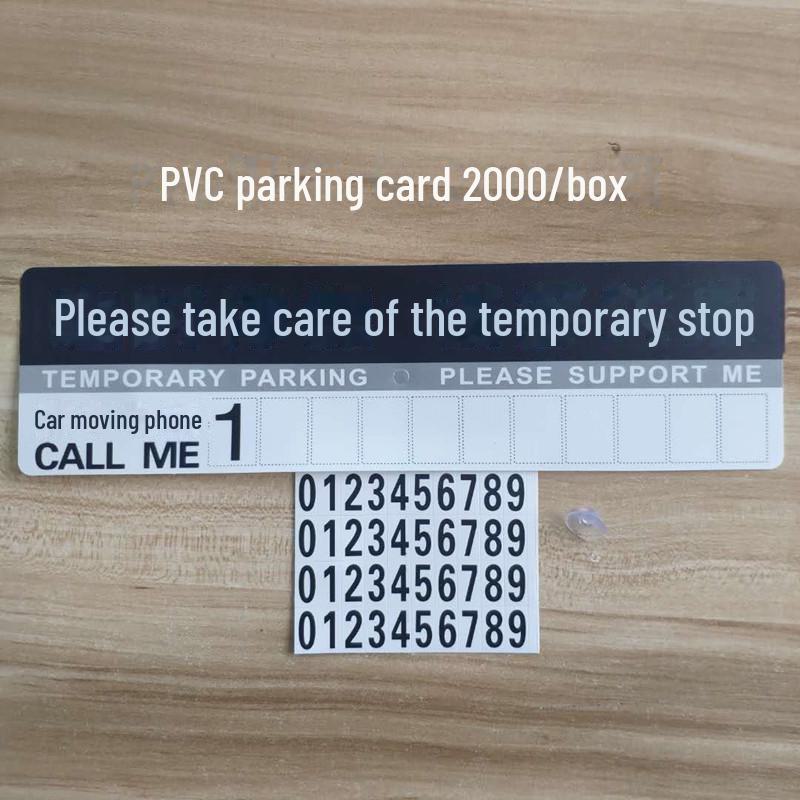 PVC parking card 2000/box
Please take care of the temporary stop
TEMPORARY PARKING PLEASE SUPPORT ME
Car moving phone 1
CALL ME
0123456789
0123456789
0123456789
0123456789